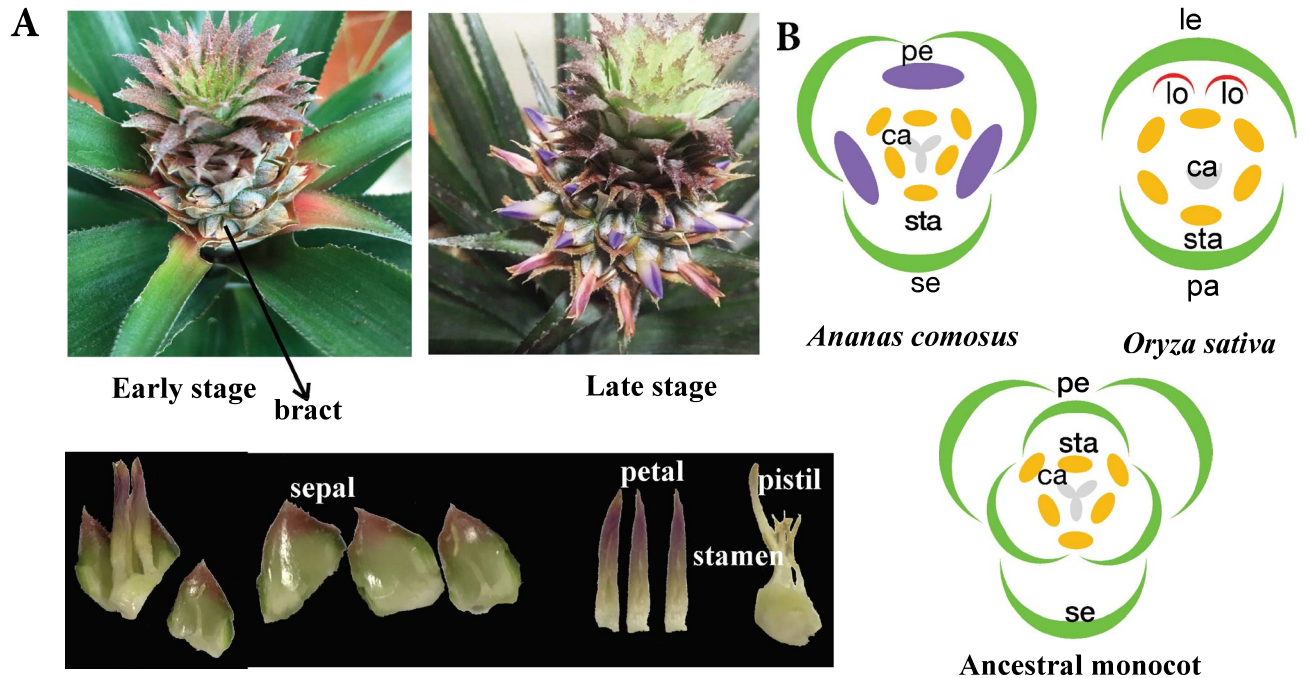 A
Early stage
bract
Late stage
sepal
petal
stamen
pistil
B
pe
ca
sta
se
Ananas comosus
le
lo
lo
ca
sta
pa
Oryza sativa
pe
sta
ca
se
Ancestral monocot